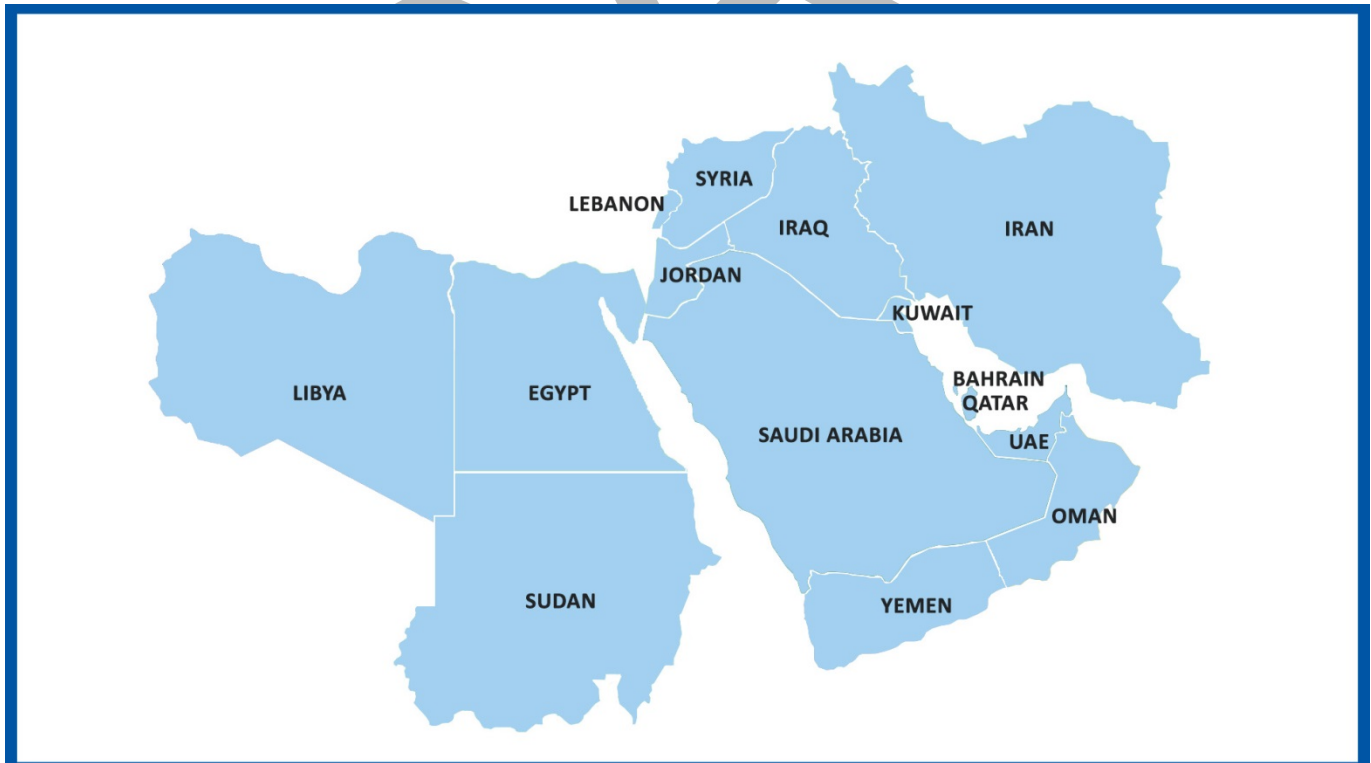 SYRIA
LEBANON
IRAQ
IRAN
JORDAN
KUWAIT
BAHRAIN
QATAR
LIBYA
EGYPT
SAUDI ARABIA
UAE
OMAN
SUDAN
YEMEN